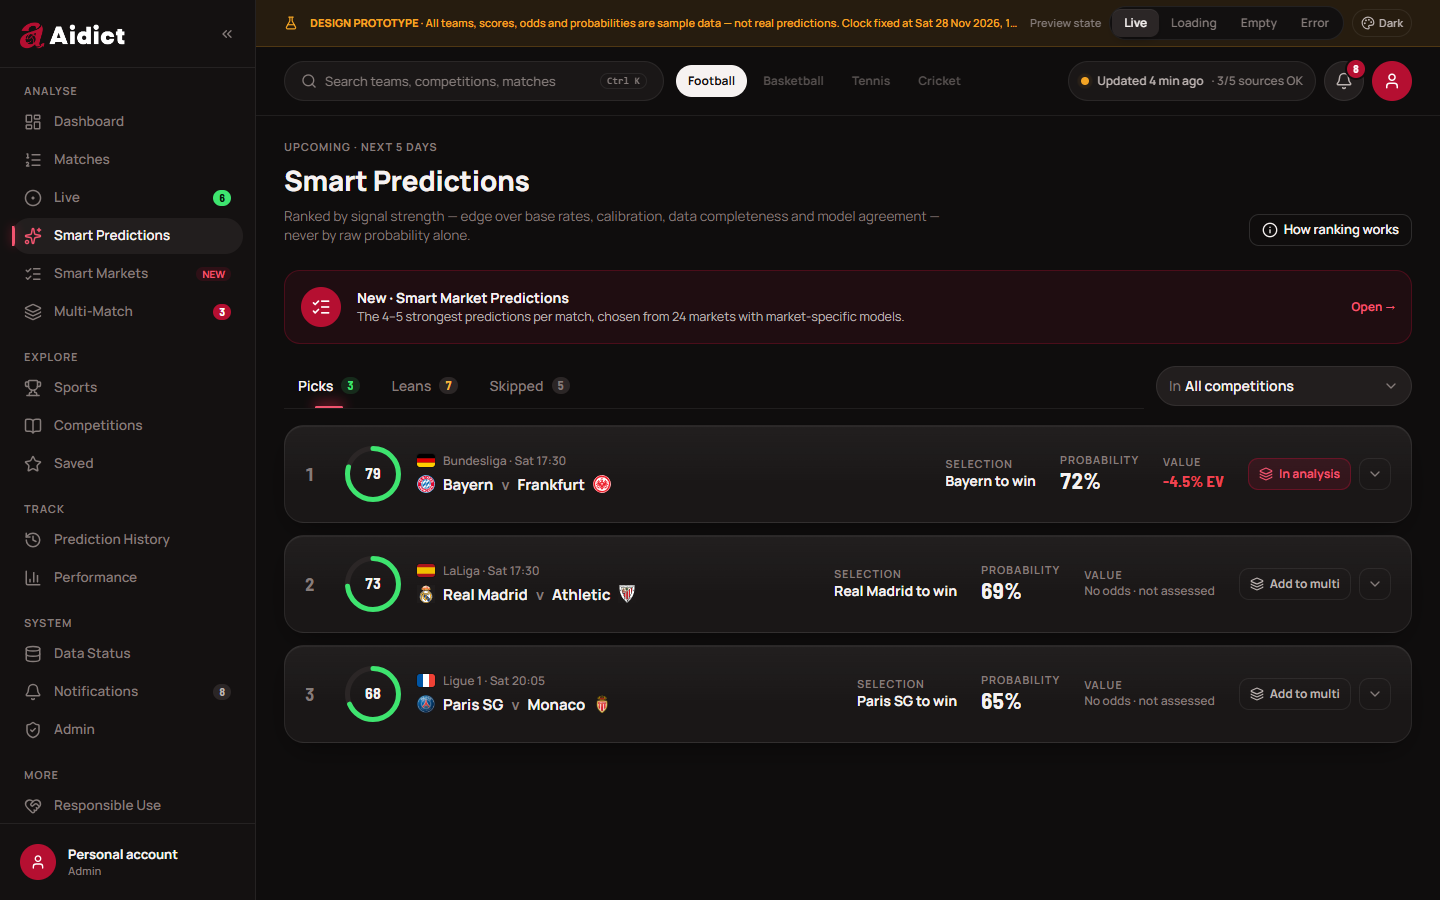 Aidict
«
ANALYSE
Dashboard
Matches
Live 6
Smart Predictions
Smart Markets NEW
Multi-Match 3
EXPLORE
Sports
Competitions
Saved
TRACK
Prediction History
Performance
SYSTEM
Data Status
Notifications 8
Admin
MORE
Responsible Use
Personal account
Admin
DESIGN PROTOTYPE · All teams, scores, odds and probabilities are sample data — not real predictions. Clock fixed at Sat 28 Nov 2026, 1...
Preview state Live Loading Empty Error Dark
Search teams, competitions, matches Ctrl K
Football Basketball Tennis Cricket
Updated 4 min ago · 3/5 sources OK
8
UPCOMING · NEXT 5 DAYS
Smart Predictions
Ranked by signal strength — edge over base rates, calibration, data completeness and model agreement —
never by raw probability alone.
How ranking works
New · Smart Market Predictions
The 4–5 strongest predictions per match, chosen from 24 markets with market-specific models.
Open →
Picks 3 Leans 7 Skipped 5
In All competitions
1 79
Bundesliga · Sat 17:30
Bayern v Frankfurt
SELECTION
Bayern to win
PROBABILITY
72%
VALUE
-4.5% EV
In analysis
2 73
LaLiga · Sat 17:30
Real Madrid v Athletic
SELECTION
Real Madrid to win
PROBABILITY
69%
VALUE
No odds · not assessed
Add to multi
3 68
Ligue 1 · Sat 20:05
Paris SG v Monaco
SELECTION
Paris SG to win
PROBABILITY
65%
VALUE
No odds · not assessed
Add to multi